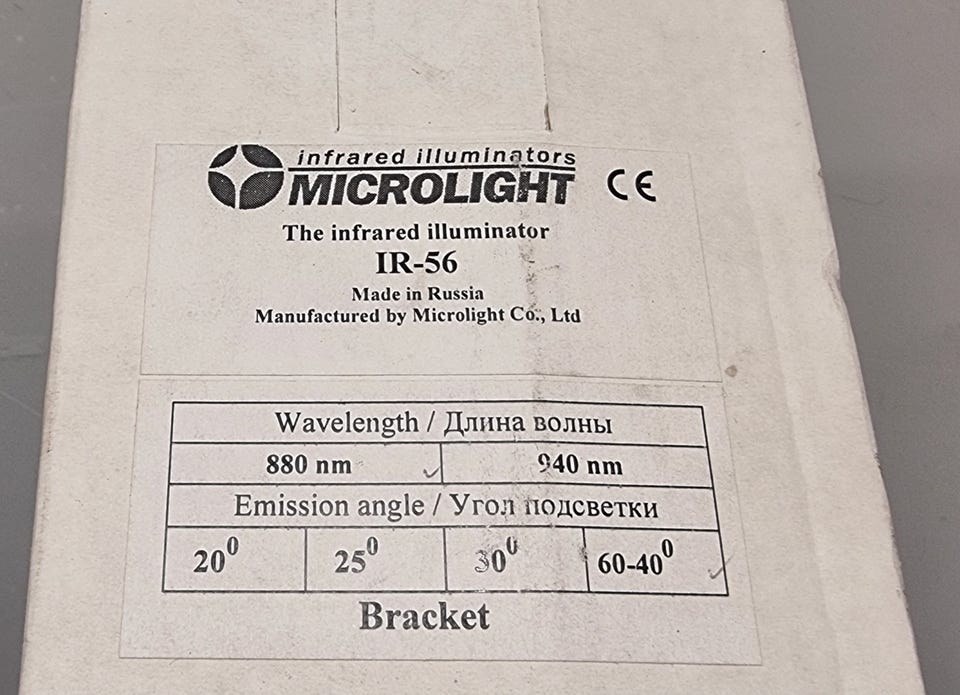 infrared illuminators
MICROLIGHT CE
The infrared illuminator
IR-56
Made in Russia
Manufactured by Microlight Co., Ltd
Wavelength / Длина волны
880 nm 940 nm
Emission angle / Угол подсветки
20⁰ 25⁰ 30⁰ 60-40⁰
Bracket